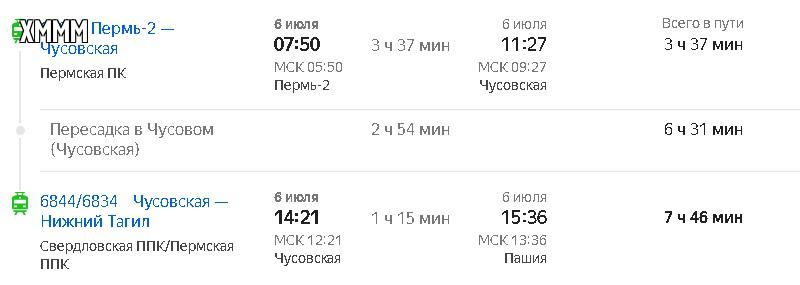 XMMM Пермь-2 —
Чусовская
Пермская ПК
6 июля
07:50
МСК 05:50
Пермь-2
3 ч 37 мин
6 июля
11:27
МСК 09:27
Чусовская
Всего в пути
3 ч 37 мин
Пересадка в Чусовом
(Чусовская)
2 ч 54 мин
6 ч 31 мин
6844/6834 Чусовская —
Нижний Тагил
Свердловская ППК/Пермская
ППК
6 июля
14:21
МСК 12:21
Чусовская
1 ч 15 мин
6 июля
15:36
МСК 13:36
Пашия
7 ч 46 мин